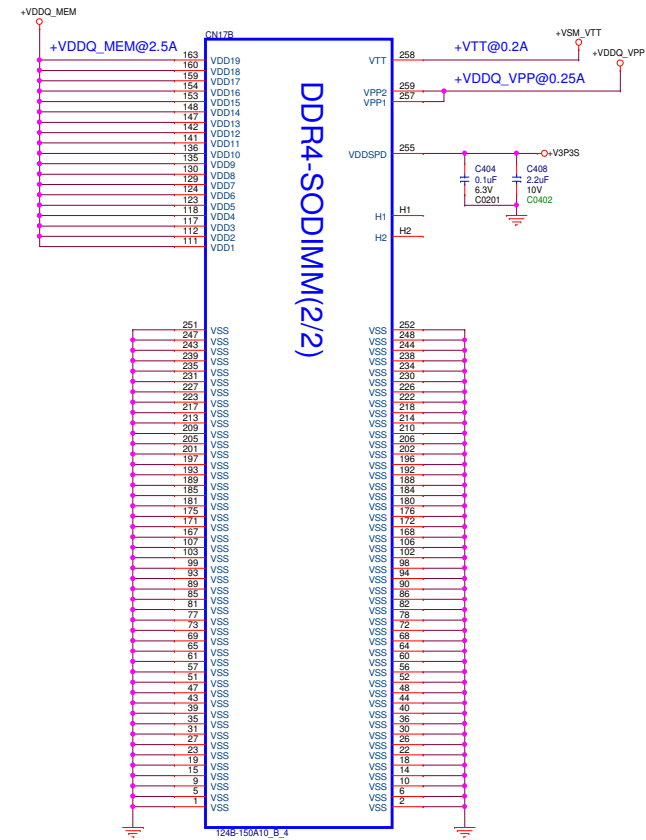 +VDDQ_MEM
CN17B
+VSM_VTT
+VDDQ_MEM@2.5A
+VTT@0.2A
+VDDQ_VPP
163 VDD19
VTT 258
160 VDD18
159 VDD17
+VDDQ_VPP@0.25A
154 VDD16
VPP2 259
153 VDD15
VPP1 257
148 VDD14
147 VDD13
142 VDD12
141 VDD11
136 VDD10
VDDSPD 255
+V3P3S
135 VDD9
130 VDD8
129 VDD7
124 VDD6
123 VDD5
118 VDD4
117 VDD3
112 VDD2
111 VDD1
C404
0.1uF
6.3V
C0201
C408
2.2uF
10V
C0402
H1 H1
H2 H2
DDR4-SODIMM(2/2)
251 VSS VSS 252
247 VSS VSS 248
243 VSS VSS 244
239 VSS VSS 238
235 VSS VSS 234
231 VSS VSS 230
227 VSS VSS 226
223 VSS VSS 222
217 VSS VSS 218
213 VSS VSS 214
209 VSS VSS 210
205 VSS VSS 206
201 VSS VSS 202
197 VSS VSS 196
193 VSS VSS 192
189 VSS VSS 188
185 VSS VSS 184
181 VSS VSS 180
175 VSS VSS 176
171 VSS VSS 172
167 VSS VSS 168
107 VSS VSS 106
103 VSS VSS 102
99 VSS VSS 98
93 VSS VSS 94
89 VSS VSS 90
85 VSS VSS 86
81 VSS VSS 82
77 VSS VSS 78
73 VSS VSS 72
69 VSS VSS 68
65 VSS VSS 64
61 VSS VSS 60
57 VSS VSS 56
51 VSS VSS 52
47 VSS VSS 48
43 VSS VSS 44
39 VSS VSS 40
35 VSS VSS 36
31 VSS VSS 30
27 VSS VSS 26
23 VSS VSS 22
19 VSS VSS 18
15 VSS VSS 14
9 VSS VSS 10
5 VSS VSS 6
1 VSS VSS 2
124B-150A10_B_4